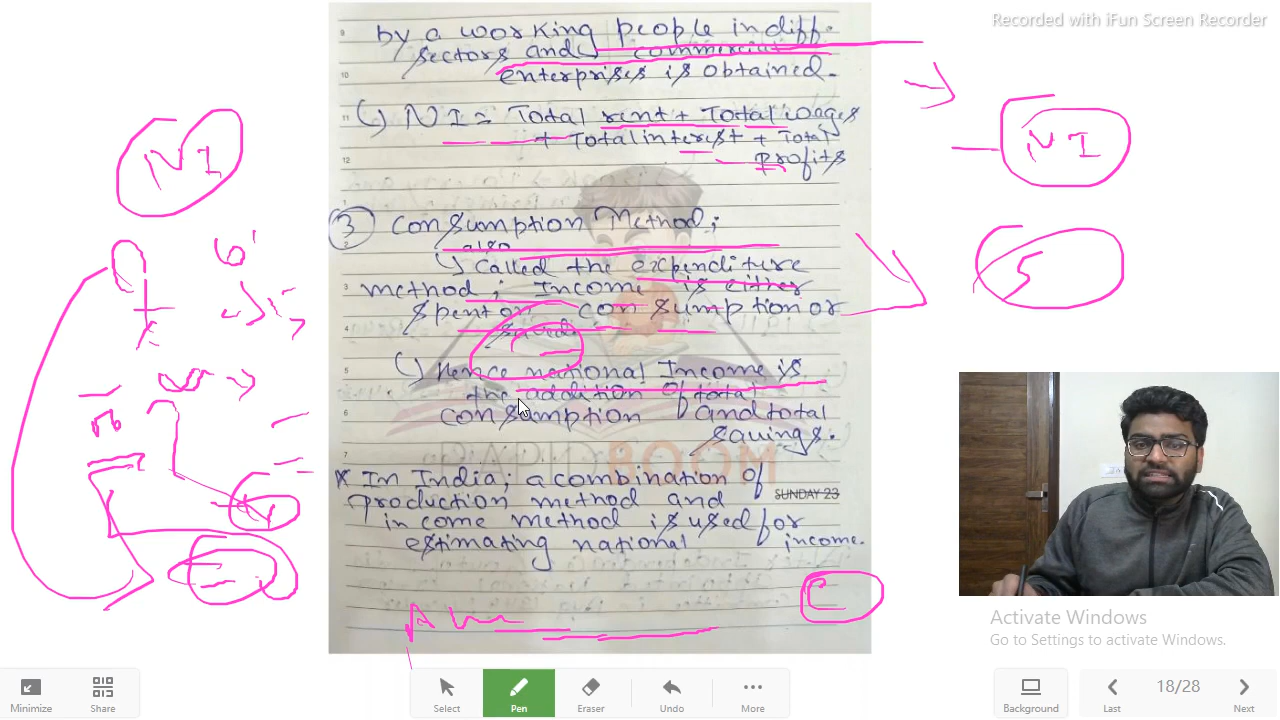 Recorded with iFun Screen Recorder
by a working people in diff.
sectors and commercial
enterprises is obtained.
NI = Total rent + Total wages
+ Total interest + Total
profits
NI
NI
3 Consumption Method;
also
called the expenditure
method; Income is either
spent on consumption or
saved.
S
Hence national Income is
the addition of total
consumption and total
savings.
BOOM
* In India; a combination of
production method and
SUNDAY 23
income method is used for
estimating national income.
C
Activate Windows
Go to Settings to activate Windows.
Minimize
Share
Select
Pen
Eraser
Undo
More
Background
Last
18/28
Next